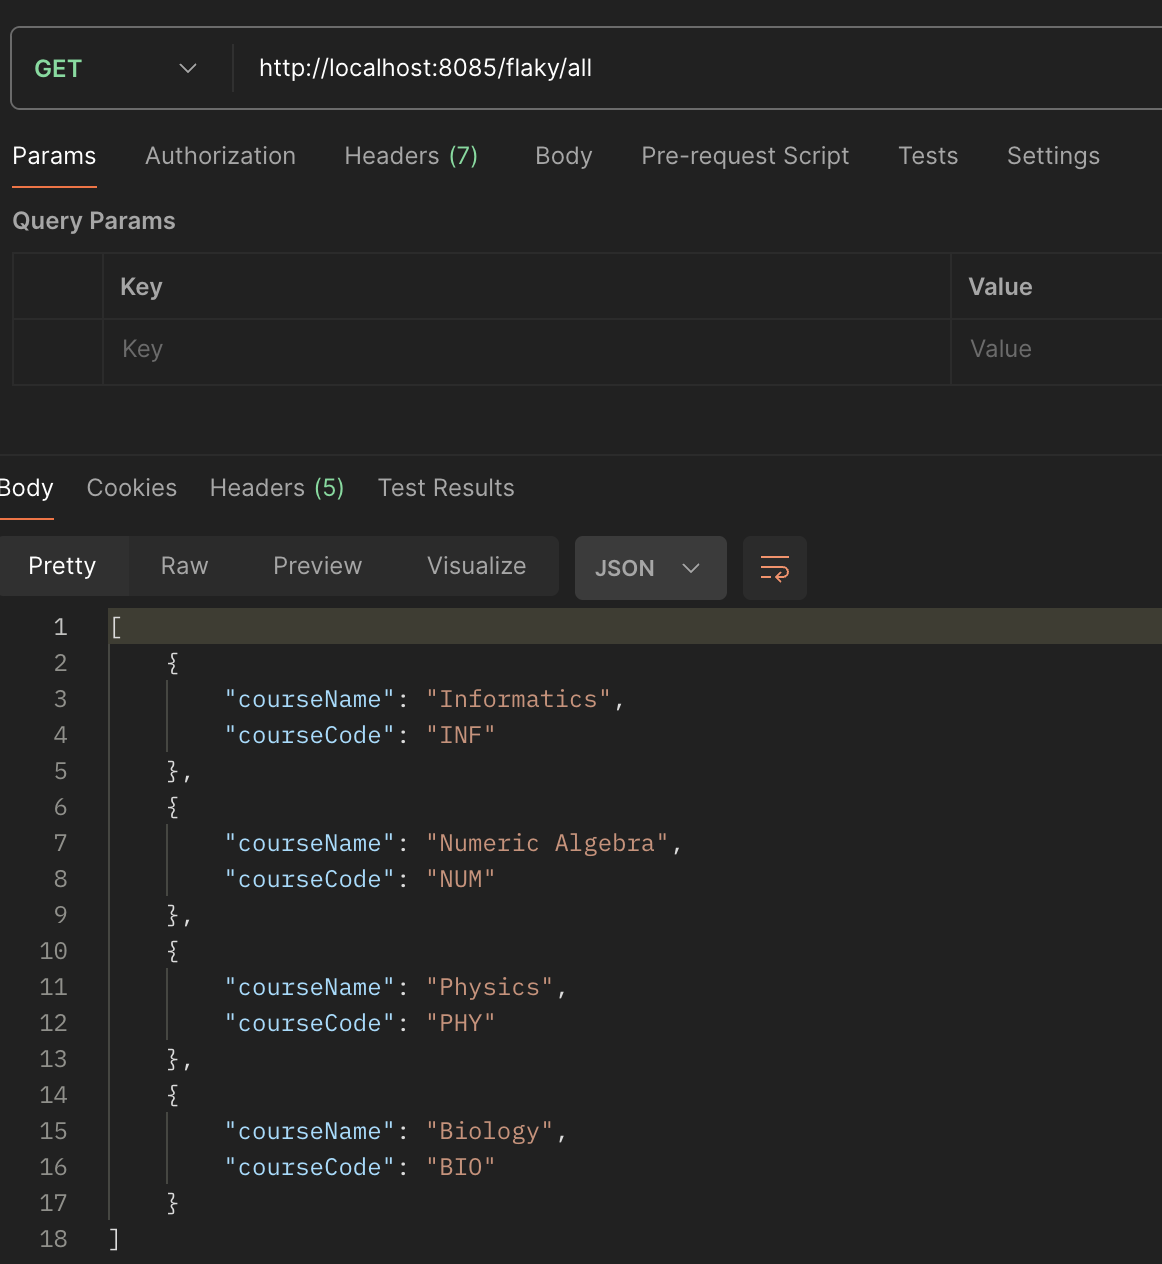 GET http://localhost:8085/flaky/all
Params Authorization Headers (7) Body Pre-request Script Tests Settings
Query Params
Key Value
Key Value
Body Cookies Headers (5) Test Results
Pretty Raw Preview Visualize JSON
1 [
2 {
3 "courseName": "Informatics",
4 "courseCode": "INF"
5 },
6 {
7 "courseName": "Numeric Algebra",
8 "courseCode": "NUM"
9 },
10 {
11 "courseName": "Physics",
12 "courseCode": "PHY"
13 },
14 {
15 "courseName": "Biology",
16 "courseCode": "BIO"
17 }
18 ]